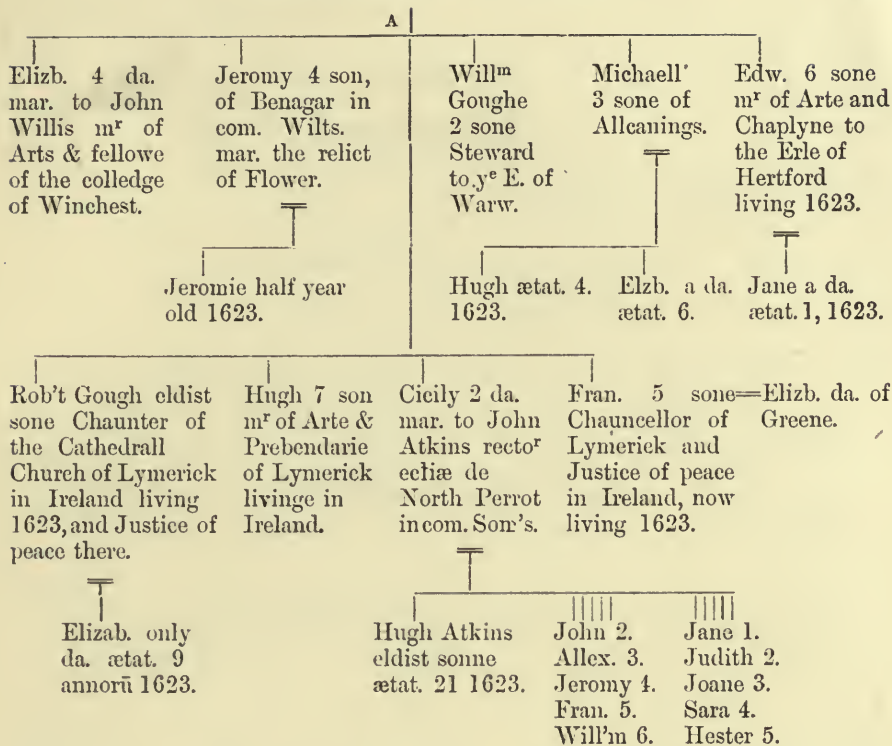 A
Elizb. 4 da.
mar. to John
Willis mʳ of
Arts & fellowe
of the colledge
of Winchest.
Jeromy 4 son,
of Benagar in
com. Wilts.
mar. the relict
of Flower.
Willᵐ
Goughe
2 sone
Steward
to yᵉ E. of
Warw.
Michaell'
3 sone of
Allcanings.
Edw. 6 sone
mʳ of Arte and
Chaplyne to
the Erle of
Hertford
living 1623.
Jeromie half year
old 1623.
Hugh ætat. 4.
1623.
Elzb. a da.
ætat. 6.
Jane a da.
ætat. 1, 1623.
Rob't Gough eldist
sone Chaunter of
the Cathedrall
Church of Lymerick
in Ireland living
1623, and Justice of
peace there.
Hugh 7 son
mʳ of Arte &
Prebendarie
of Lymerick
livinge in
Ireland.
Cicily 2 da.
mar. to John
Atkins rectoʳ
ecłiæ de
North Perrot
in com. Som's.
Fran. 5 sone
Chauncellor of
Lymerick and
Justice of peace
in Ireland, now
living 1623.
Elizb. da. of
Greene.
Elizab. only
da. ætat. 9
annorū 1623.
Hugh Atkins
eldist sonne
ætat. 21 1623.
John 2.
Allex. 3.
Jeromy 4.
Fran. 5.
Will'm 6.
Jane 1.
Judith 2.
Joane 3.
Sara 4.
Hester 5.